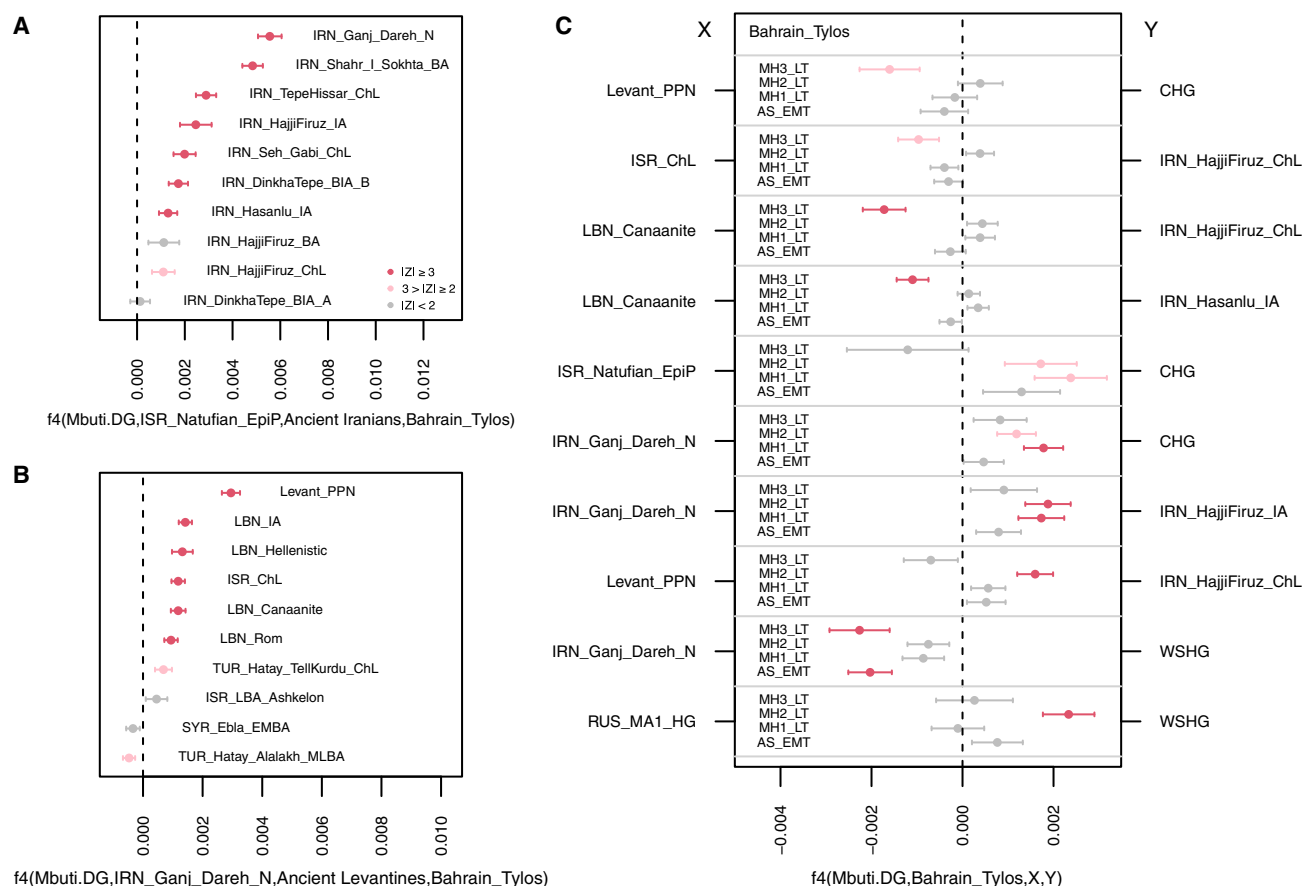 A
IRN_Ganj_Dareh_N
IRN_Shahr_I_Sokhta_BA
IRN_TepeHissar_ChL
IRN_HajjiFiruz_IA
IRN_Seh_Gabi_ChL
IRN_DinkhaTepe_BIA_B
IRN_Hasanlu_IA
IRN_HajjiFiruz_BA
IRN_HajjiFiruz_ChL
IRN_DinkhaTepe_BIA_A
|Z| ≥ 3
3 > |Z| ≥ 2
|Z| < 2
0.000 0.002 0.004 0.006 0.008 0.010 0.012
f4(Mbuti.DG,ISR_Natufian_EpiP,Ancient Iranians,Bahrain_Tylos)
B
Levant_PPN
LBN_IA
LBN_Hellenistic
ISR_ChL
LBN_Canaanite
LBN_Rom
TUR_Hatay_TellKurdu_ChL
ISR_LBA_Ashkelon
SYR_Ebla_EMBA
TUR_Hatay_Alalakh_MLBA
0.000 0.002 0.004 0.006 0.008 0.010
f4(Mbuti.DG,IRN_Ganj_Dareh_N,Ancient Levantines,Bahrain_Tylos)
C
X Bahrain_Tylos Y
MH3_LT
MH2_LT
Levant_PPN CHG
MH1_LT
AS_EMT
MH3_LT
MH2_LT
ISR_ChL IRN_HajjiFiruz_ChL
MH1_LT
AS_EMT
MH3_LT
MH2_LT
LBN_Canaanite IRN_HajjiFiruz_ChL
MH1_LT
AS_EMT
MH3_LT
MH2_LT
LBN_Canaanite IRN_Hasanlu_IA
MH1_LT
AS_EMT
MH3_LT
MH2_LT
ISR_Natufian_EpiP CHG
MH1_LT
AS_EMT
MH3_LT
MH2_LT
IRN_Ganj_Dareh_N CHG
MH1_LT
AS_EMT
MH3_LT
MH2_LT
IRN_Ganj_Dareh_N IRN_HajjiFiruz_IA
MH1_LT
AS_EMT
MH3_LT
MH2_LT
Levant_PPN IRN_HajjiFiruz_ChL
MH1_LT
AS_EMT
MH3_LT
MH2_LT
IRN_Ganj_Dareh_N WSHG
MH1_LT
AS_EMT
MH3_LT
MH2_LT
RUS_MA1_HG WSHG
MH1_LT
AS_EMT
−0.004 −0.002 0.000 0.002
f4(Mbuti.DG,Bahrain_Tylos,X,Y)